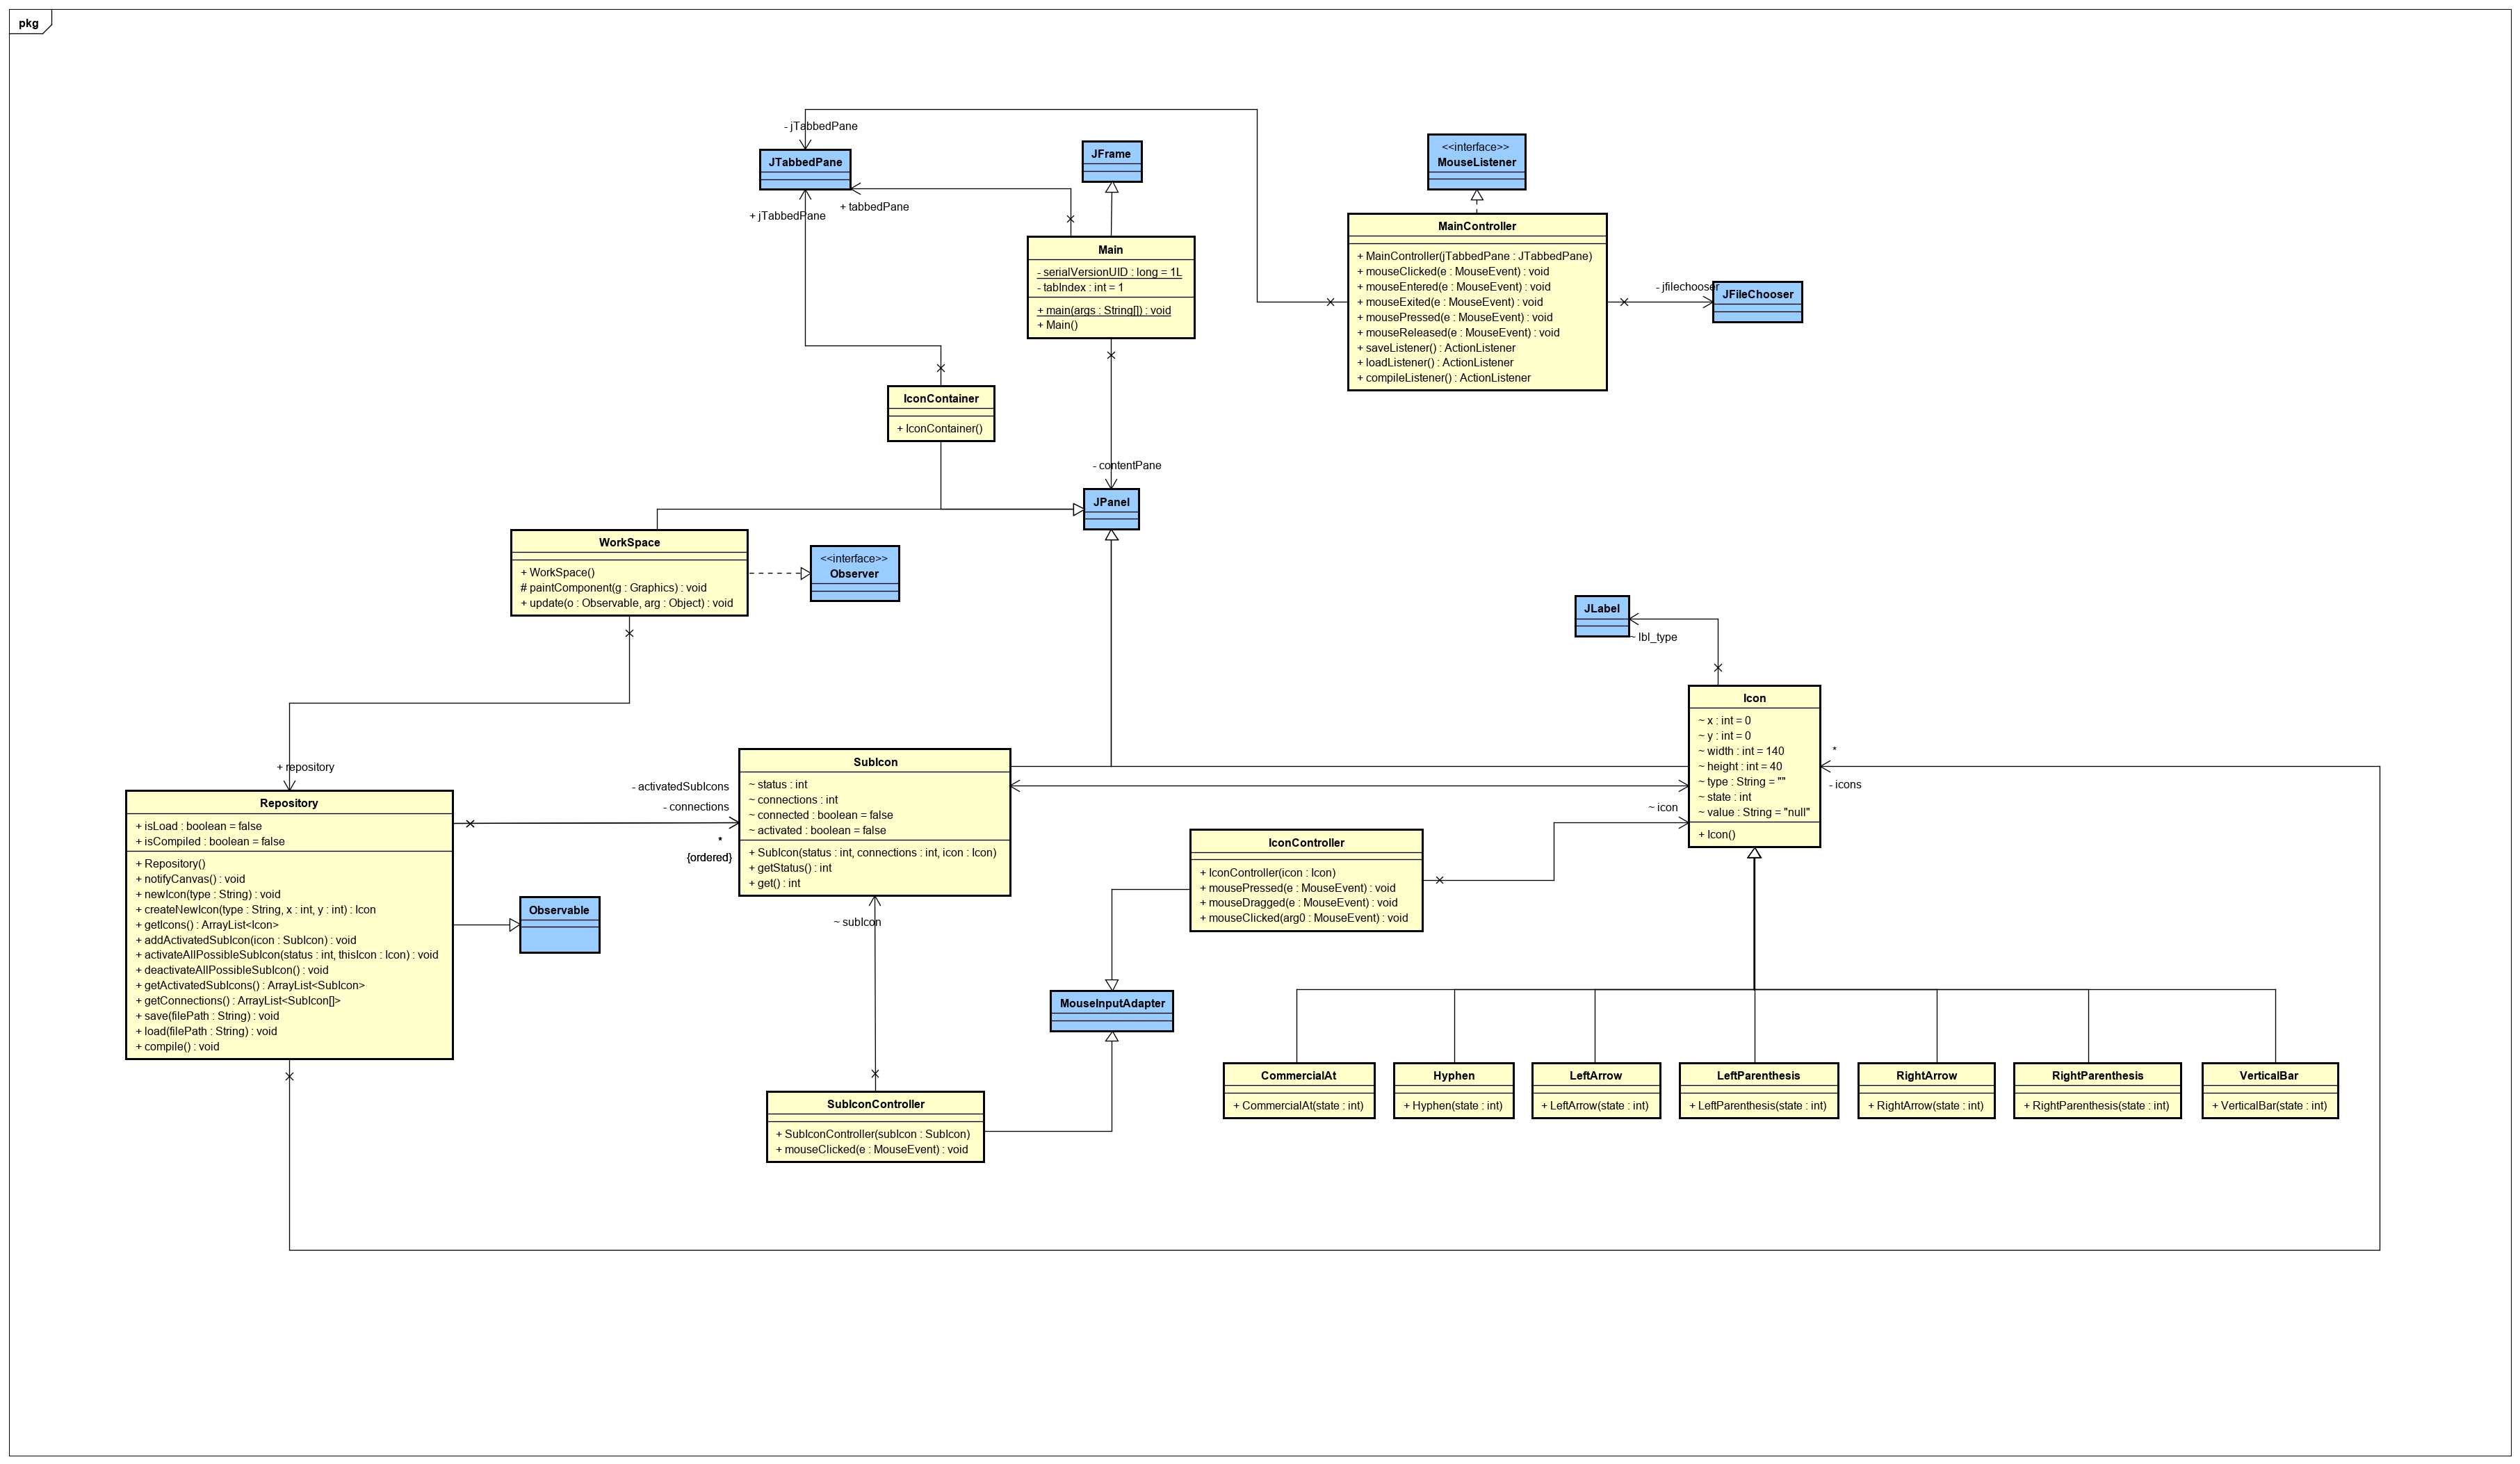 pkg
- jTabbedPane
JTabbedPane
+ jTabbedPane
+ tabbedPane
JFrame
<<interface>>
MouseListener
Main
- serialVersionUID : long = 1L
- tabIndex : int = 1
+ main(args : String[]) : void
+ Main()
MainController
+ MainController(jTabbedPane : JTabbedPane)
+ mouseClicked(e : MouseEvent) : void
+ mouseEntered(e : MouseEvent) : void
+ mouseExited(e : MouseEvent) : void
+ mousePressed(e : MouseEvent) : void
+ mouseReleased(e : MouseEvent) : void
+ saveListener() : ActionListener
+ loadListener() : ActionListener
+ compileListener() : ActionListener
- jfilechooser
JFileChooser
IconContainer
+ IconContainer()
- contentPane
JPanel
WorkSpace
+ WorkSpace()
# paintComponent(g : Graphics) : void
+ update(o : Observable, arg : Object) : void
<<interface>>
Observer
JLabel
~ lbl_type
Icon
~ x : int = 0
~ y : int = 0
~ width : int = 140
~ height : int = 40
~ type : String = ""
~ state : int
~ value : String = "null"
+ Icon()
*
- icons
~ icon
+ repository
Repository
+ isLoad : boolean = false
+ isCompiled : boolean = false
+ Repository()
+ notifyCanvas() : void
+ newIcon(type : String) : void
+ createNewIcon(type : String, x : int, y : int) : Icon
+ getIcons() : ArrayList<Icon>
+ addActivatedSubIcon(icon : SubIcon) : void
+ activateAllPossibleSubIcon(status : int, thisIcon : Icon) : void
+ deactivateAllPossibleSubIcon() : void
+ getActivatedSubIcons() : ArrayList<SubIcon>
+ getConnections() : ArrayList<SubIcon[]>
+ save(filePath : String) : void
+ load(filePath : String) : void
+ compile() : void
- activatedSubIcons
- connections
*
{ordered}
SubIcon
~ status : int
~ connections : int
~ connected : boolean = false
~ activated : boolean = false
+ SubIcon(status : int, connections : int, icon : Icon)
+ getStatus() : int
+ get() : int
~ subIcon
Observable
IconController
+ IconController(icon : Icon)
+ mousePressed(e : MouseEvent) : void
+ mouseDragged(e : MouseEvent) : void
+ mouseClicked(arg0 : MouseEvent) : void
MouseInputAdapter
SubIconController
+ SubIconController(subIcon : SubIcon)
+ mouseClicked(e : MouseEvent) : void
CommercialAt
+ CommercialAt(state : int)
Hyphen
+ Hyphen(state : int)
LeftArrow
+ LeftArrow(state : int)
LeftParenthesis
+ LeftParenthesis(state : int)
RightArrow
+ RightArrow(state : int)
RightParenthesis
+ RightParenthesis(state : int)
VerticalBar
+ VerticalBar(state : int)